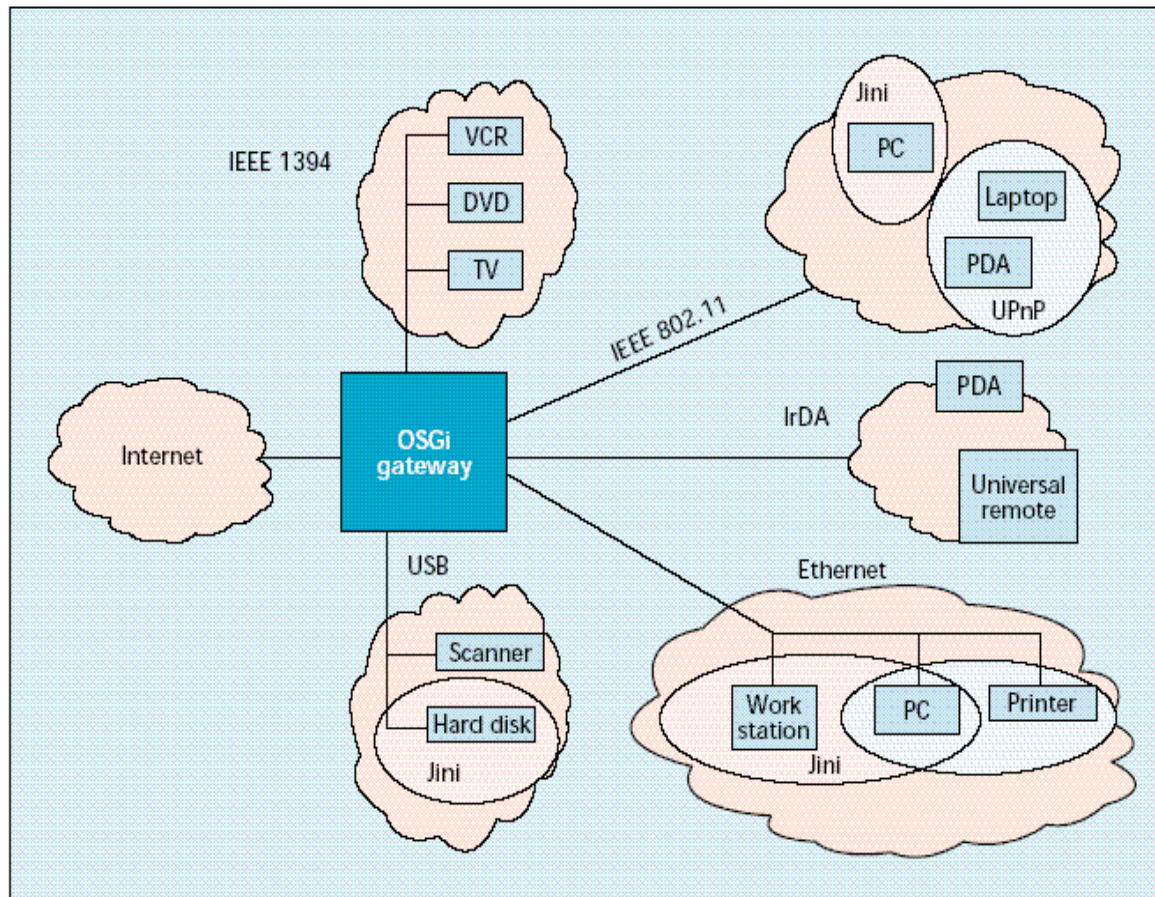 IEEE 1394
VCR
DVD
TV
Jini
PC
Laptop
PDA
UPnP
IEEE 802.11
Internet
OSGi
gateway
IrDA
PDA
Universal
remote
USB
Scanner
Hard disk
Jini
Ethernet
Work
station
PC
Printer
Jini